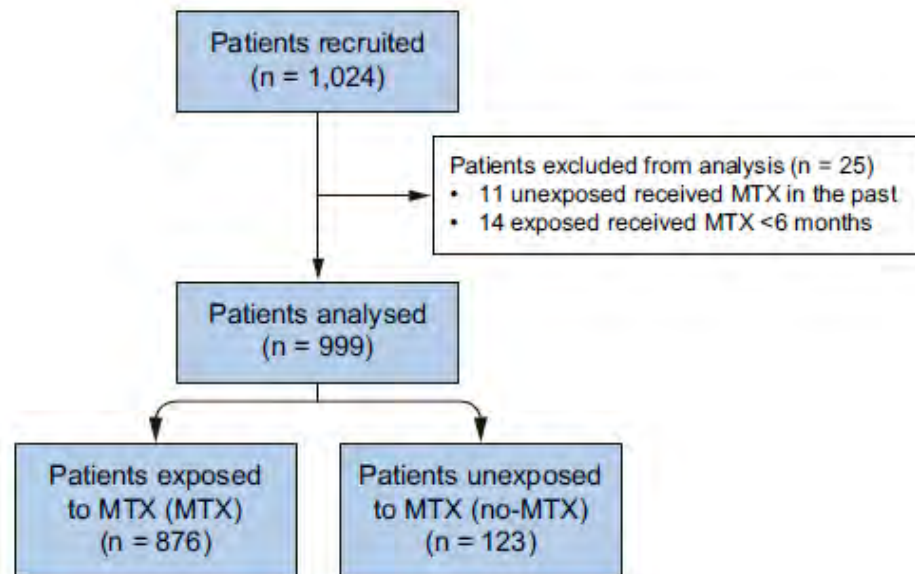 Patients recruited
(n = 1,024)
Patients excluded from analysis (n = 25)
• 11 unexposed received MTX in the past
• 14 exposed received MTX <6 months
Patients analysed
(n = 999)
Patients exposed
to MTX (MTX)
(n = 876)
Patients unexposed
to MTX (no-MTX)
(n = 123)